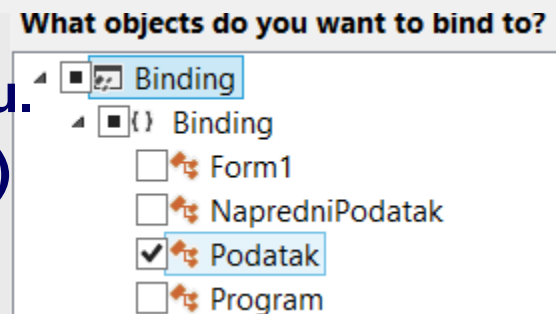 What objects do you want to bind to?
Binding
u.
{ } Binding
Form1
)
NapredniPodatak
Podatak
Program